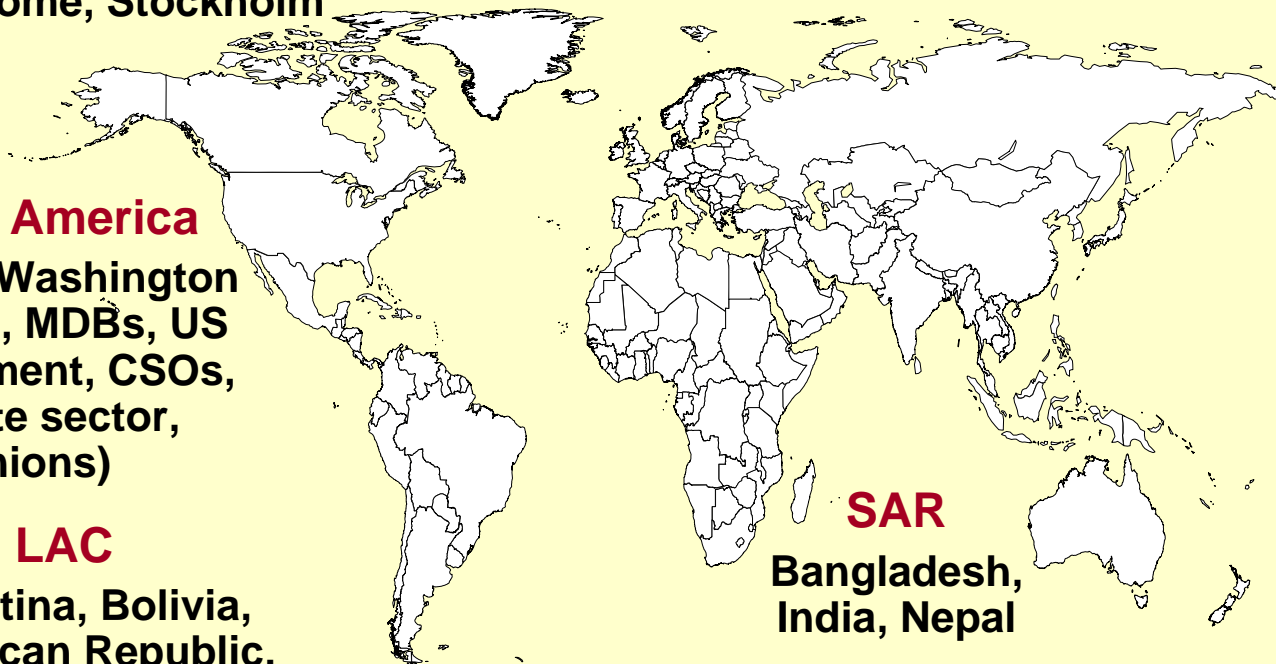 ome, Stockholm
America
Washington
, MDBs, US
ment, CSOs,
te sector,
nions)
LAC
tina, Bolivia,
can Republic,
SAR
Bangladesh,
India, Nepal